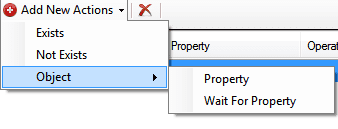 Add New Actions
Property Operat
Exists
Not Exists
Object
Property
Wait For Property